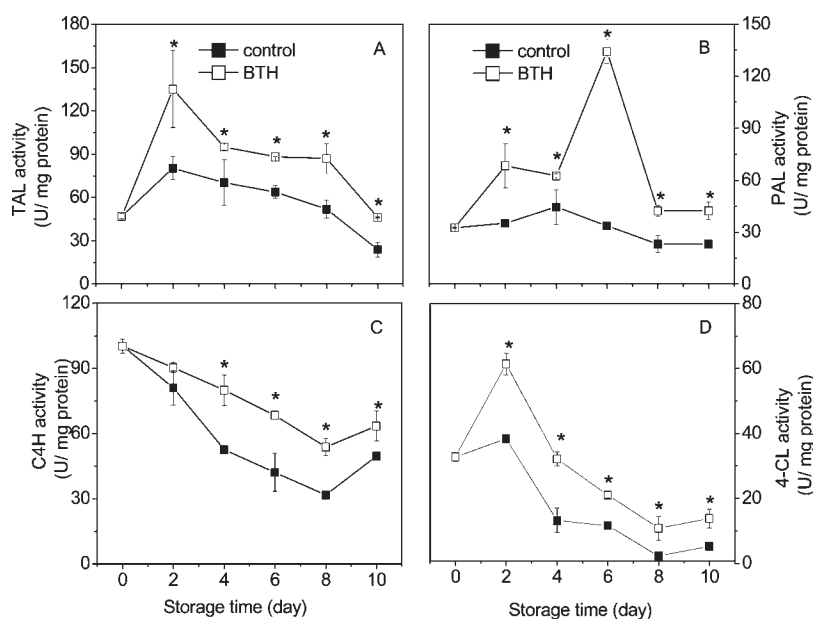 180
150
120
90
60
30
0
TAL activity
(U/ mg protein)
control
BTH
A
*
*
*
*
*
control
BTH
B
*
*
*
*
*
150
120
90
60
30
0
PAL activity
(U/ mg protein)
120
90
60
30
0
C4H activity
(U/ mg protein)
C
*
*
*
*
0 2 4 6 8 10
Storage time (day)
D
*
*
*
*
*
80
60
40
20
0
4-CL activity
(U/ mg protein)
0 2 4 6 8 10
Storage time (day)